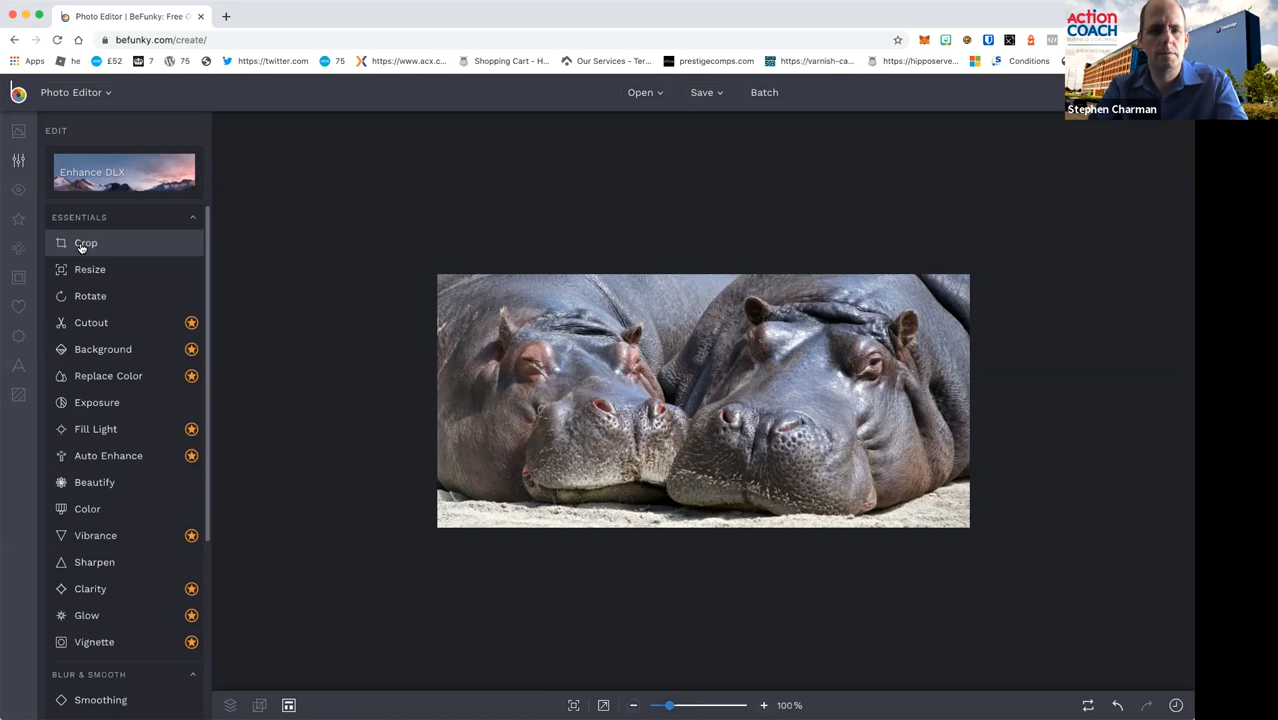 Photo Editor | BeFunky: Free O
befunky.com/create/
Apps he £52 7 75 https://twitter.com 75 https://www.acx.c... Shopping Cart - H... Our Services - Ter... prestigecomps.com https://varnish-ca... https://hipposerve... Conditions
Photo Editor Open Save Batch
ACTION
COACH
Stephen Charman
EDIT
Enhance DLX
ESSENTIALS
Crop
Resize
Rotate
Cutout
Background
Replace Color
Exposure
Fill Light
Auto Enhance
Beautify
Color
Vibrance
Sharpen
Clarity
Glow
Vignette
BLUR & SMOOTH
Smoothing
100%